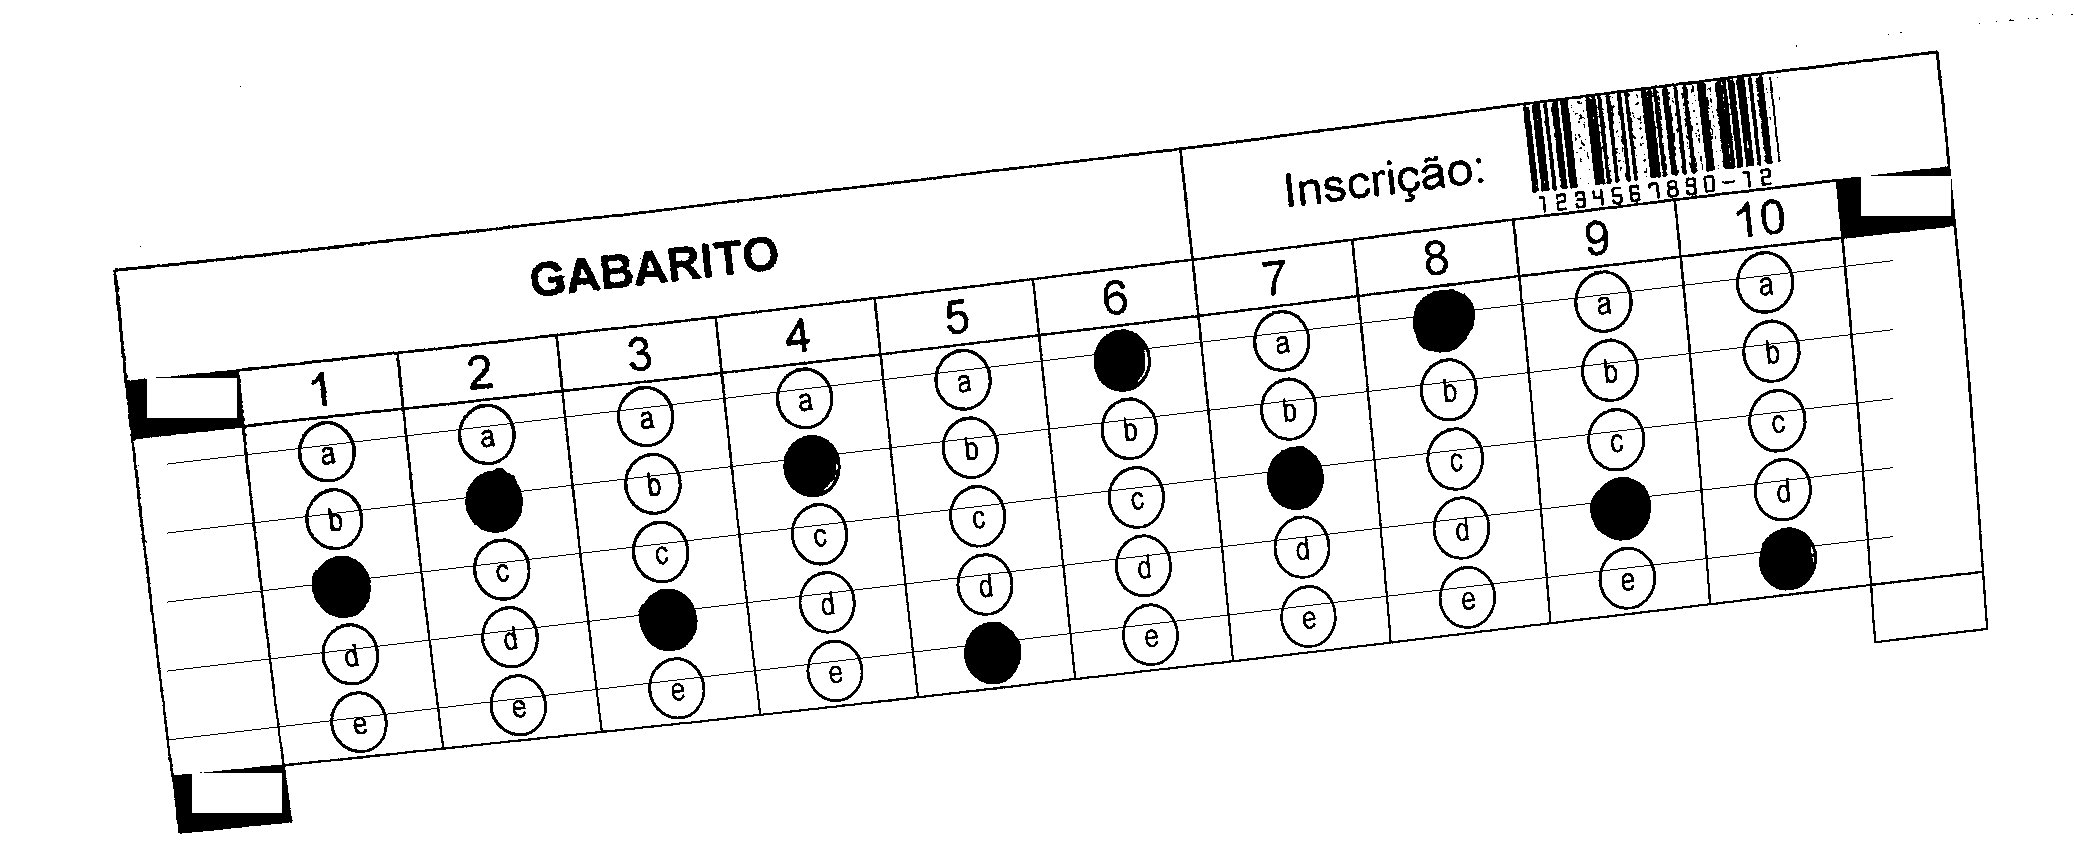 GABARITO Inscrição:
1234567890-12
1 2 3 4 5 6 7 8 9 10
a a a a a a a a
b b b b b b b b
c c c c c c c
d d d d d d d d
e e e e e e e e